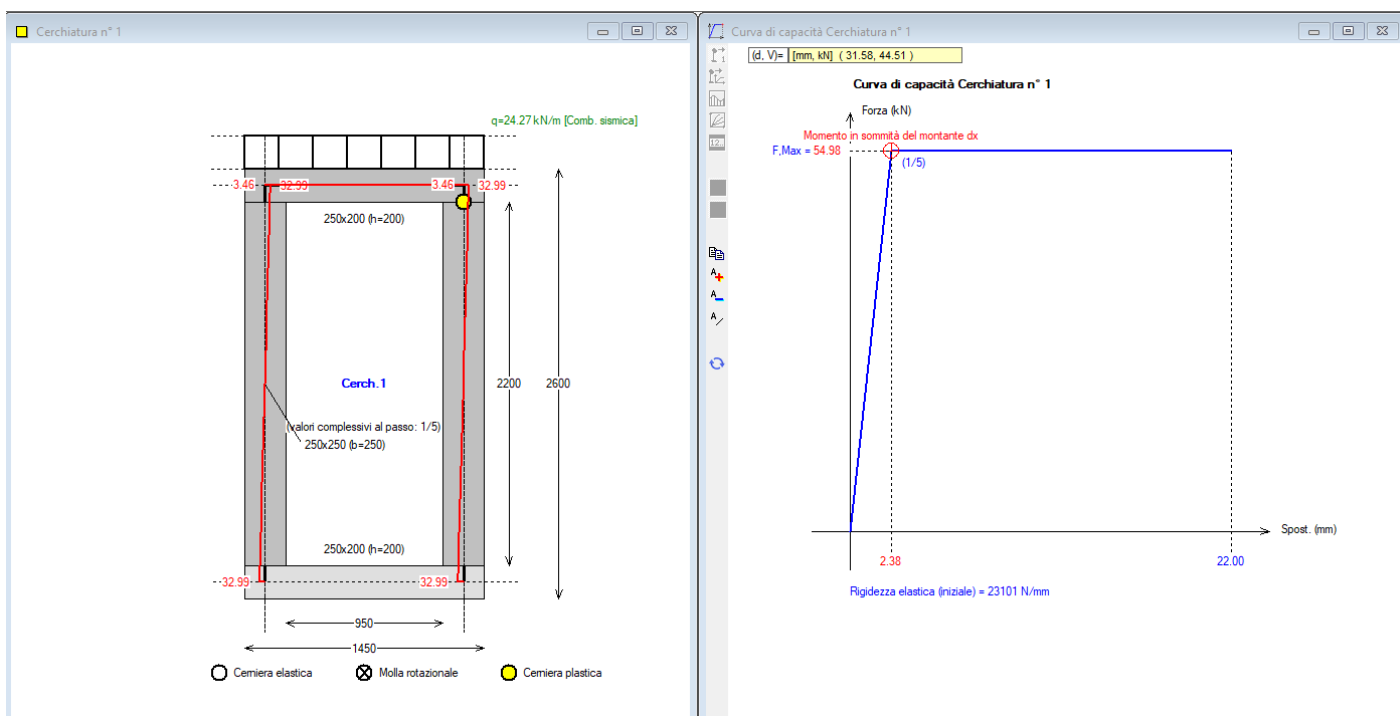 Cerchiatura n° 1
q=24.27 kN/m [Comb. sismica]
3.46
32.99
3.46
32.99
250x200 (h=200)
Cerch.1
2200
2600
(valori complessivi al passo: 1/5)
250x250 (b=250)
250x200 (h=200)
32.99
32.99
950
1450
Cerniera elastica
Molla rotazionale
Cerniera plastica
Curva di capacità Cerchiatura n° 1
(d, V)= [mm, kN] ( 31.58, 44.51 )
Curva di capacità Cerchiatura n° 1
Forza (kN)
Momento in sommità del montante dx
F,Max = 54.98
(1/5)
Spost. (mm)
2.38
22.00
Rigidezza elastica (iniziale) = 23101 N/mm